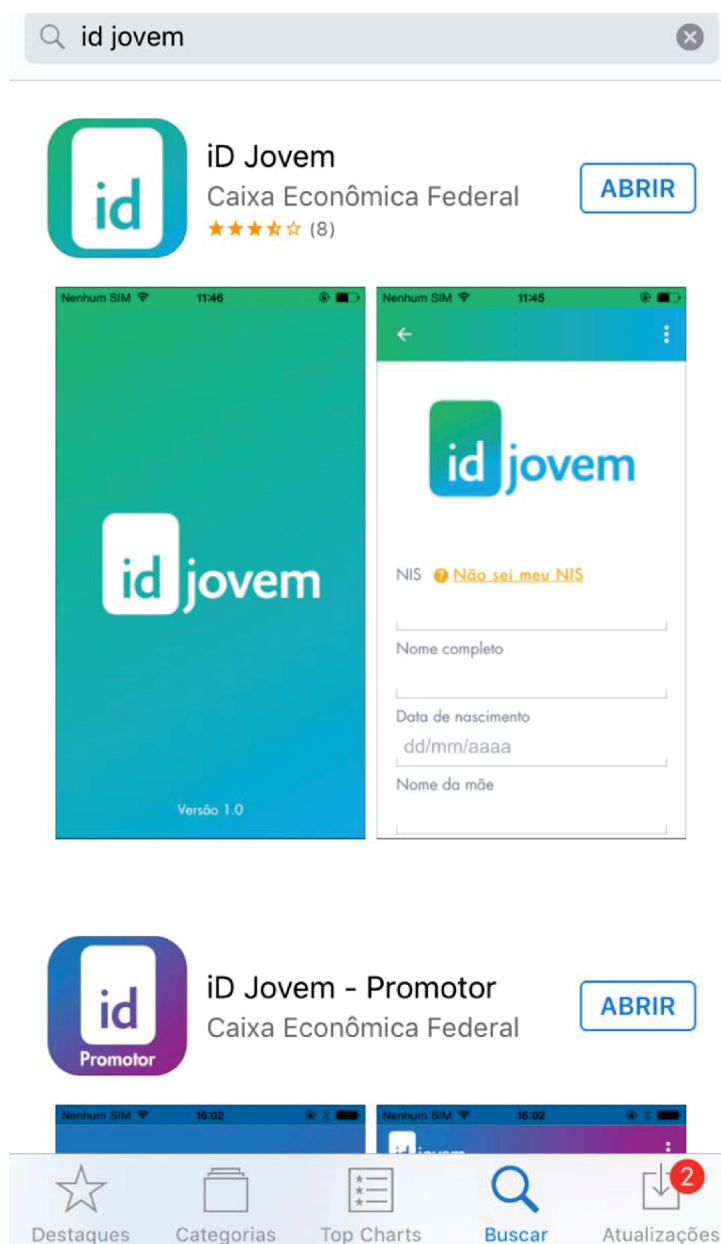 id jovem
id
iD Jovem
Caixa Econômica Federal
(8)
ABRIR
Nenhum SIM 11:46
id jovem
Versão 1.0
Nenhum SIM 11:45
id jovem
NIS ? Não sei meu NIS
Nome completo
Data de nascimento
dd/mm/aaaa
Nome da mãe
id
Promotor
iD Jovem - Promotor
Caixa Econômica Federal
ABRIR
Nenhum SIM 16:02
Nenhum SIM 16:02
id jovem
2
Destaques Categorias Top Charts Buscar Atualizações